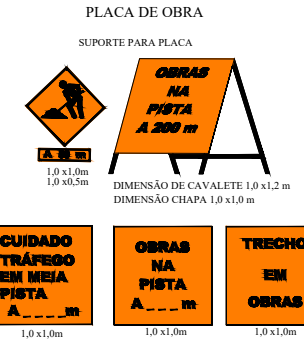 PLACA DE OBRA
SUPORTE PARA PLACA
OBRAS
NA
PISTA
A 200 m
A m
1,0 x1,0m
1,0 x0,5m
DIMENSÃO DE CAVALETE 1,0 x1,2 m
DIMENSÃO CHAPA 1,0 x1,0 m
CUIDADO
TRÁFEGO
EM MEIA
PISTA
A _ _ _ _ m
1,0 x1,0m
OBRAS
NA
PISTA
A _ _ _ m
1,0 x1,0m
TRECHO
EM
OBRAS
1,0 x1,0m